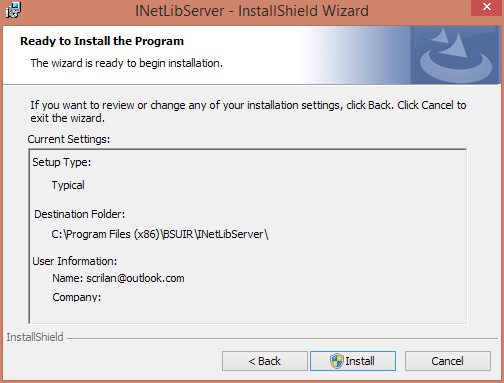 INetLibServer - InstallShield Wizard
Ready to Install the Program
The wizard is ready to begin installation.
If you want to review or change any of your installation settings, click Back. Click Cancel to
exit the wizard.
Current Settings:
Setup Type:
Typical
Destination Folder:
C:\Program Files (x86)\BSUIR\INetLibServer\
User Information:
Name: scrilan@outlook.com
Company:
InstallShield
< Back
Install
Cancel